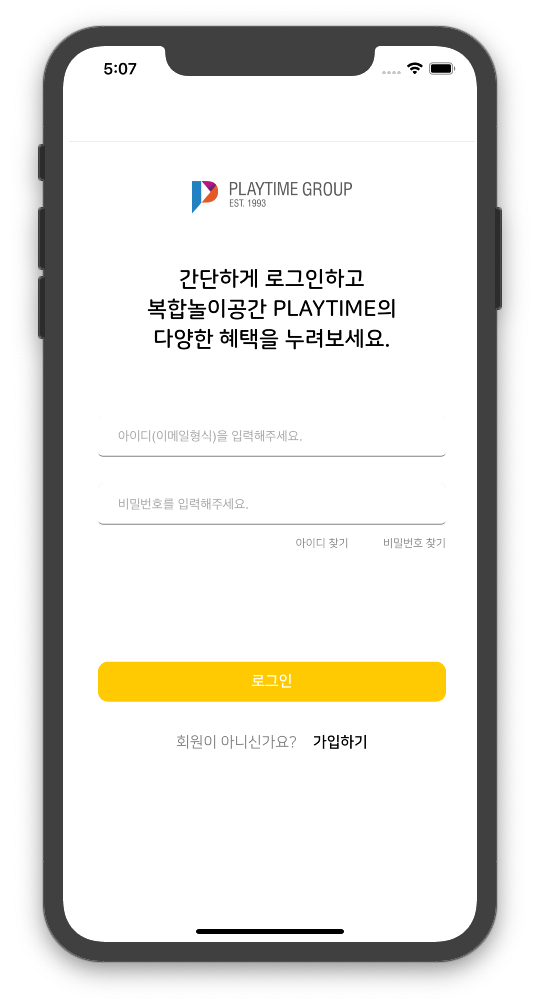 5:07
PLAYTIME GROUP
EST. 1993
간단하게 로그인하고
복합놀이공간 PLAYTIME의
다양한 혜택을 누려보세요.
아이디(이메일형식)을 입력해주세요.
비밀번호를 입력해주세요.
아이디 찾기 비밀번호 찾기
로그인
회원이 아니신가요? 가입하기